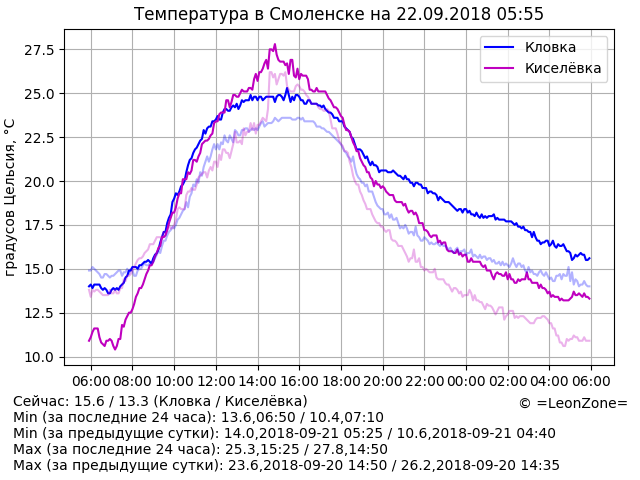 Температура в Смоленске на 22.09.2018 05:55
27.5
25.0
22.5
20.0
17.5
15.0
12.5
10.0
градусов Цельсия, °C
Кловка
Киселёвка
06:00 08:00 10:00 12:00 14:00 16:00 18:00 20:00 22:00 00:00 02:00 04:00 06:00
Сейчас: 15.6 / 13.3 (Кловка / Киселёвка)
© =LeonZone=
Min (за последние 24 часа): 13.6,06:50 / 10.4,07:10
Min (за предыдущие сутки): 14.0,2018-09-21 05:25 / 10.6,2018-09-21 04:40
Max (за последние 24 часа): 25.3,15:25 / 27.8,14:50
Max (за предыдущие сутки): 23.6,2018-09-20 14:50 / 26.2,2018-09-20 14:35